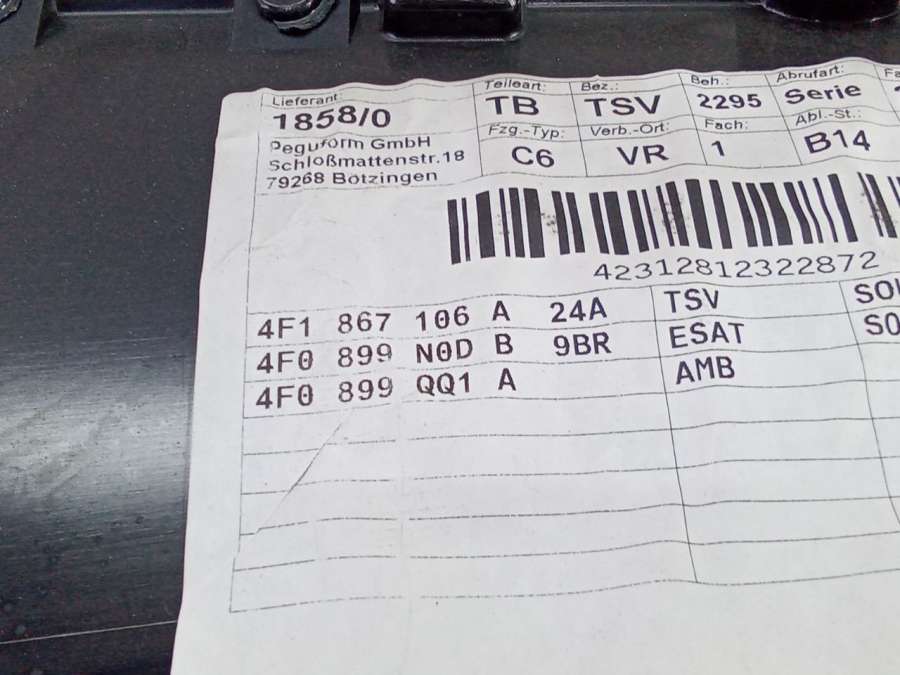 Lieferant: Teileart: Bez.: Beh.: Abrufart:
1858/0 TB TSV 2295 Serie
Peguform GmbH Fzg.-Typ: Verb.-Ort: Fach: Abl.-St.:
Schloßmattenstr.18 C6 VR 1 B14
79268 Bötzingen
42312812322872
4F1 867 106 A 24A TSV
4F0 899 N0D B 9BR ESAT
4F0 899 QQ1 A AMB